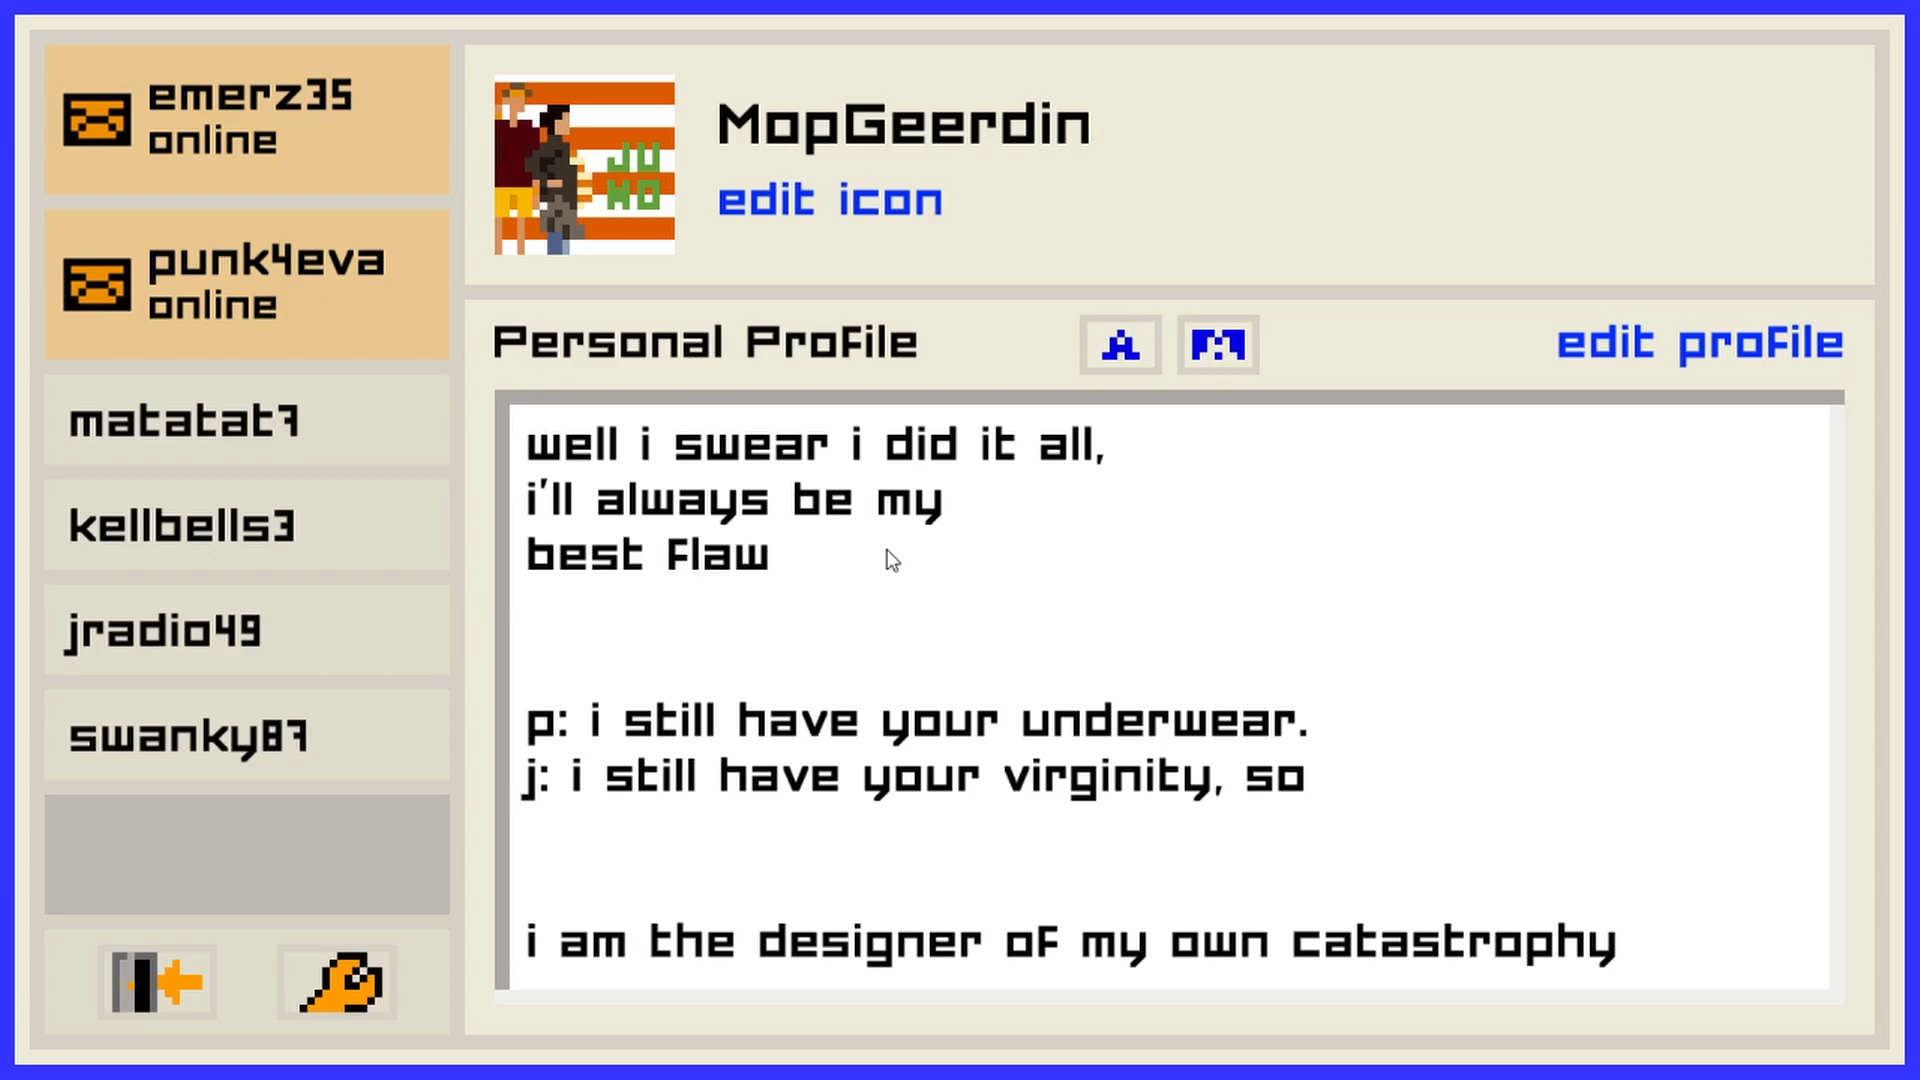 emerz35
online
punk4eva
online
matatat7
kellbells3
jradio49
swanky87
MopGeerdin
edit icon
JU
NO
Personal Profile
edit profile
well i swear i did it all,
i'll always be my
best flaw
p: i still have your underwear.
j: i still have your virginity, so
i am the designer of my own catastrophy